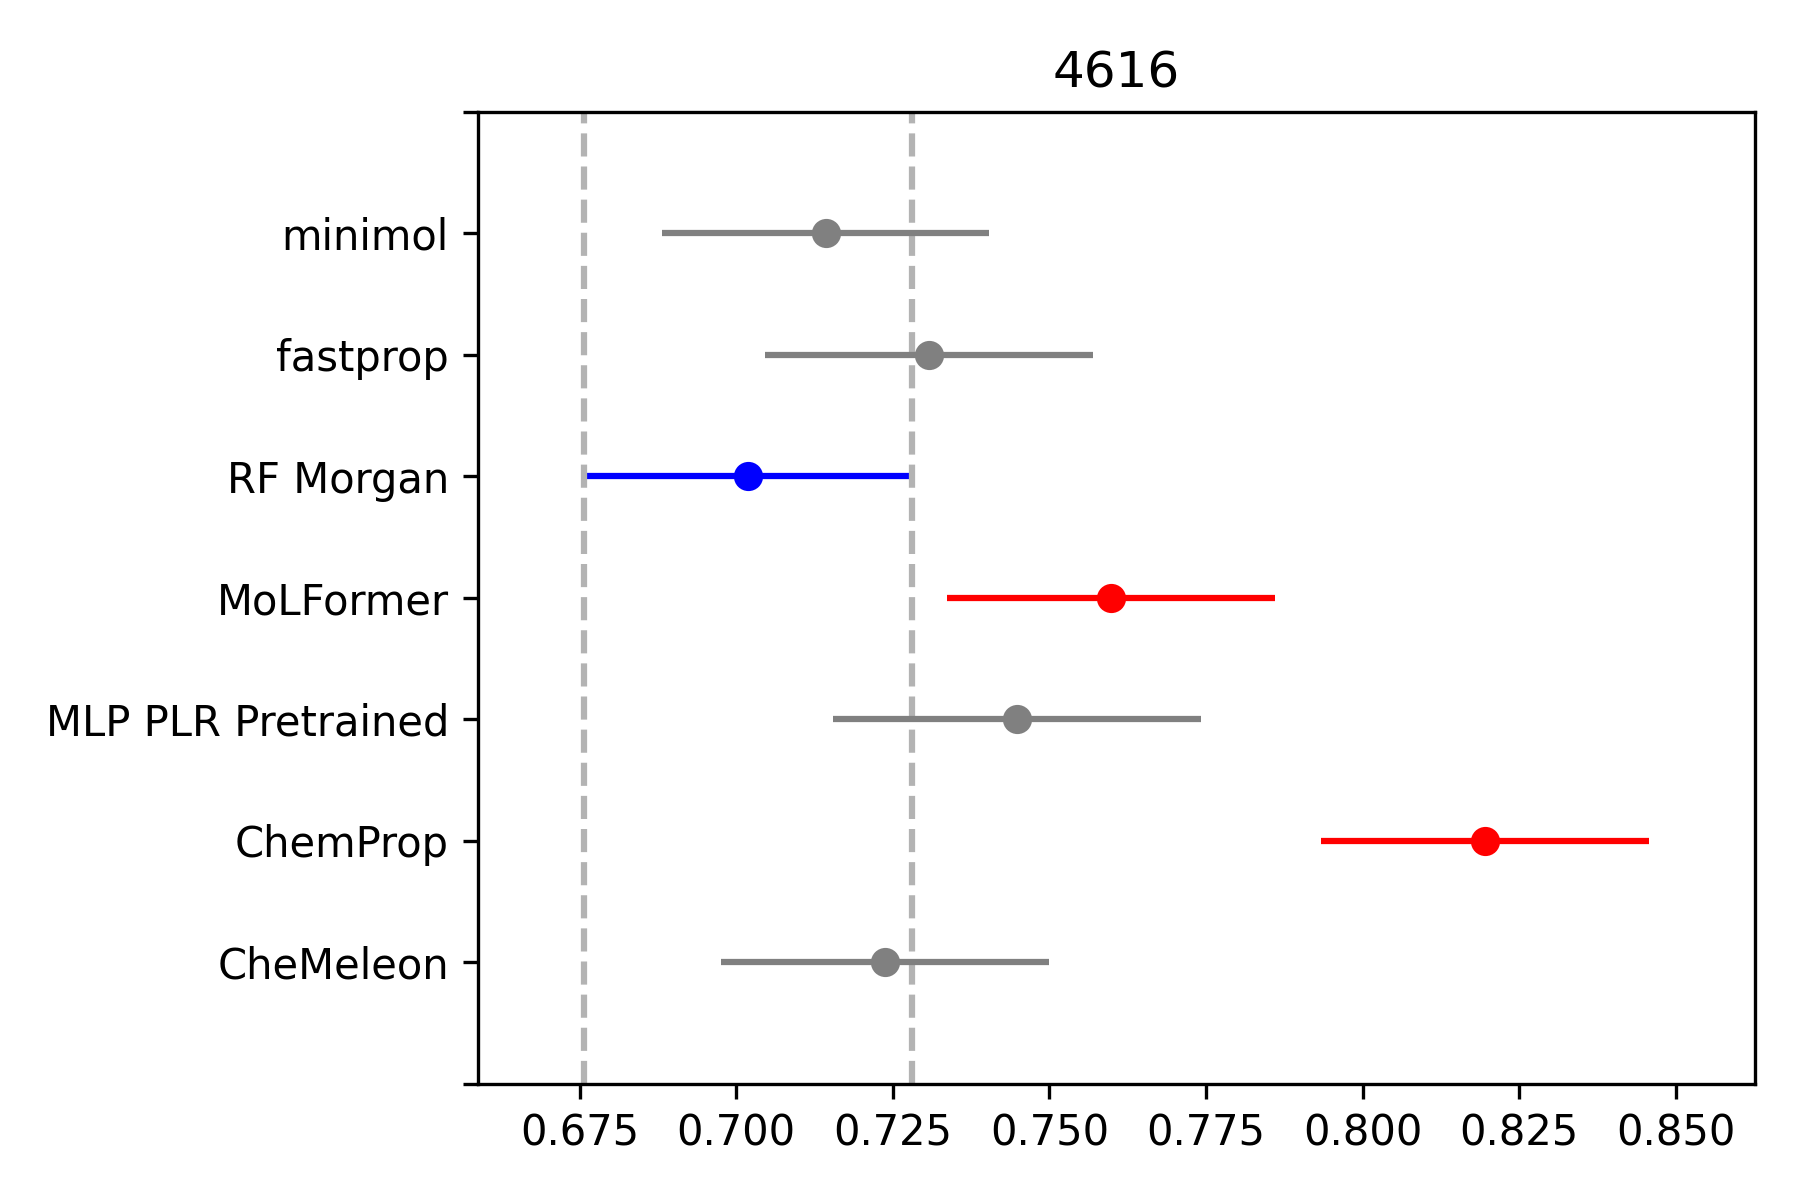 4616
minimol
fastprop
RF Morgan
MoLFormer
MLP PLR Pretrained
ChemProp
CheMeleon
0.675 0.700 0.725 0.750 0.775 0.800 0.825 0.850